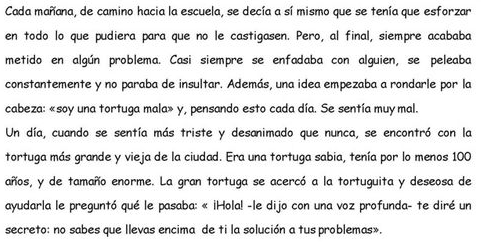 Cada mañana, de camino hacia la escuela, se decía a sí mismo que se tenía que esforzar
en todo lo que pudiera para que no le castigasen. Pero, al final, siempre acababa
metido en algún problema. Casi siempre se enfadaba con alguien, se peleaba
constantemente y no paraba de insultar. Además, una idea empezaba a rondarle por la
cabeza: «soy una tortuga mala» y, pensando esto cada día. Se sentía muy mal.
Un día, cuando se sentía más triste y desanimado que nunca, se encontró con la
tortuga más grande y vieja de la ciudad. Era una tortuga sabia, tenía por lo menos 100
años, y de tamaño enorme. La gran tortuga se acercó a la tortuguita y deseosa de
ayudarla le preguntó qué le pasaba: « ¡Hola! -le dijo con una voz profunda- te diré un
secreto: no sabes que llevas encima de ti la solución a tus problemas».